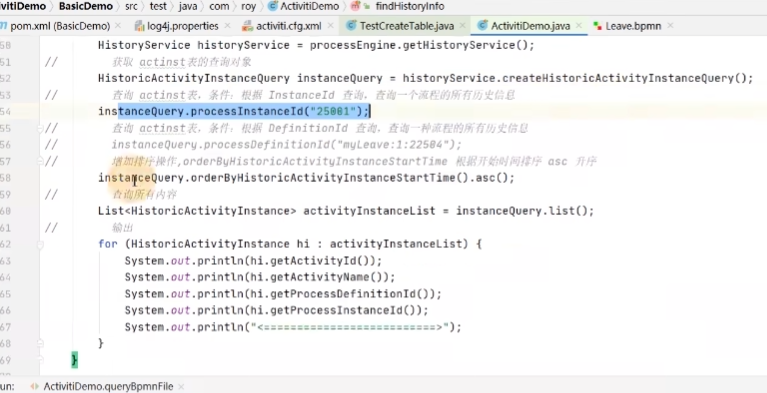 ivitiDemo BasicDemo src test java com roy ActivitiDemo findHistoryInfo
pom.xml (BasicDemo) log4j.properties activiti.cfg.xml TestCreateTable.java ActivitiDemo.java Leave.bpmn
50 HistoryService historyService = processEngine.getHistoryService();
51 // 获取 actinst表的查询对象
52 HistoricActivityInstanceQuery instanceQuery = historyService.createHistoricActivityInstanceQuery();
53 // 查询 actinst表，条件：根据 InstanceId 查询，查询一个流程的所有历史信息
54 instanceQuery.processInstanceId("25001");
55 // 查询 actinst表，条件：根据 DefinitionId 查询，查询一种流程的所有历史信息
56 // instanceQuery.processDefinitionId("myLeave:1:22504");
57 // 增加排序操作,orderByHistoricActivityInstanceStartTime 根据开始时间排序 asc 升序
58 instanceQuery.orderByHistoricActivityInstanceStartTime().asc();
59 // 查询所有内容
60 List<HistoricActivityInstance> activityInstanceList = instanceQuery.list();
61 // 输出
62 for (HistoricActivityInstance hi : activityInstanceList) {
63 System.out.println(hi.getActivityId());
64 System.out.println(hi.getActivityName());
65 System.out.println(hi.getProcessDefinitionId());
66 System.out.println(hi.getProcessInstanceId());
67 System.out.println("<==========================>");
68 }
69 }
un: ActivitiDemo.queryBpmnFile